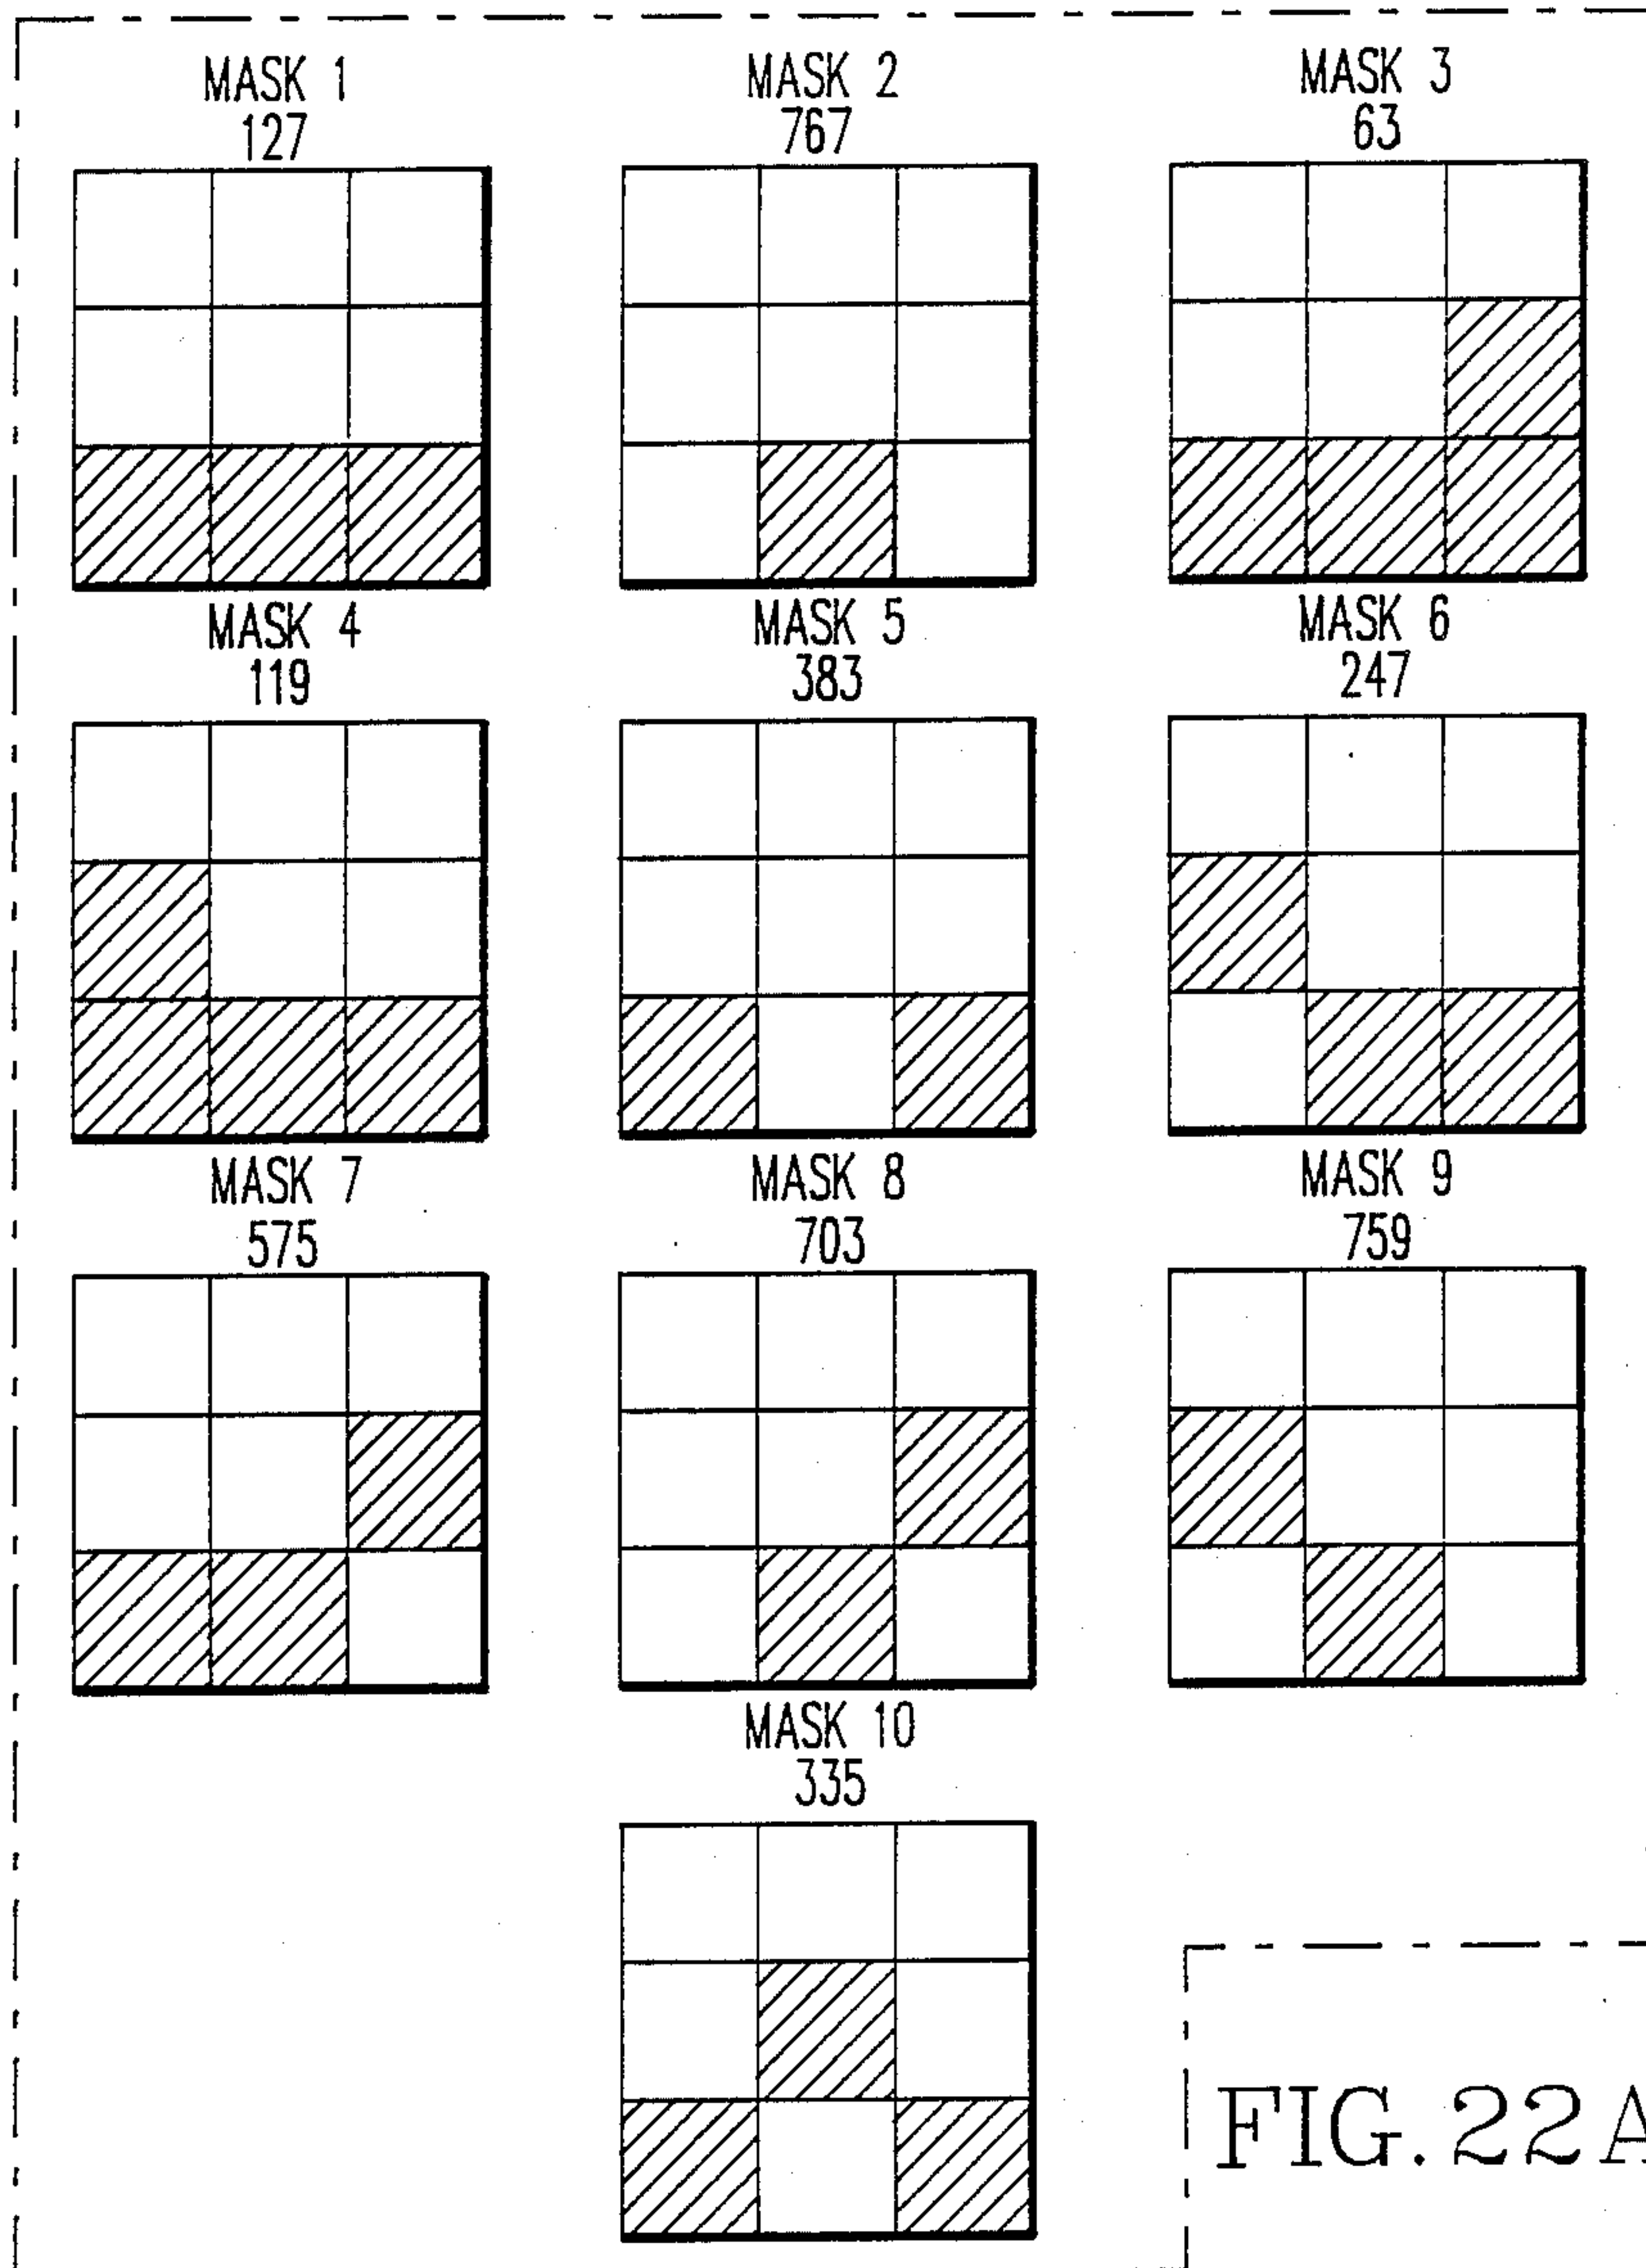 MASK 1
127
MASK 2
767
MASK 3
63
MASK 4
119
MASK 5
383
MASK 6
247
MASK 7
575
MASK 8
703
MASK 9
759
MASK 10
335
FIG. 22A